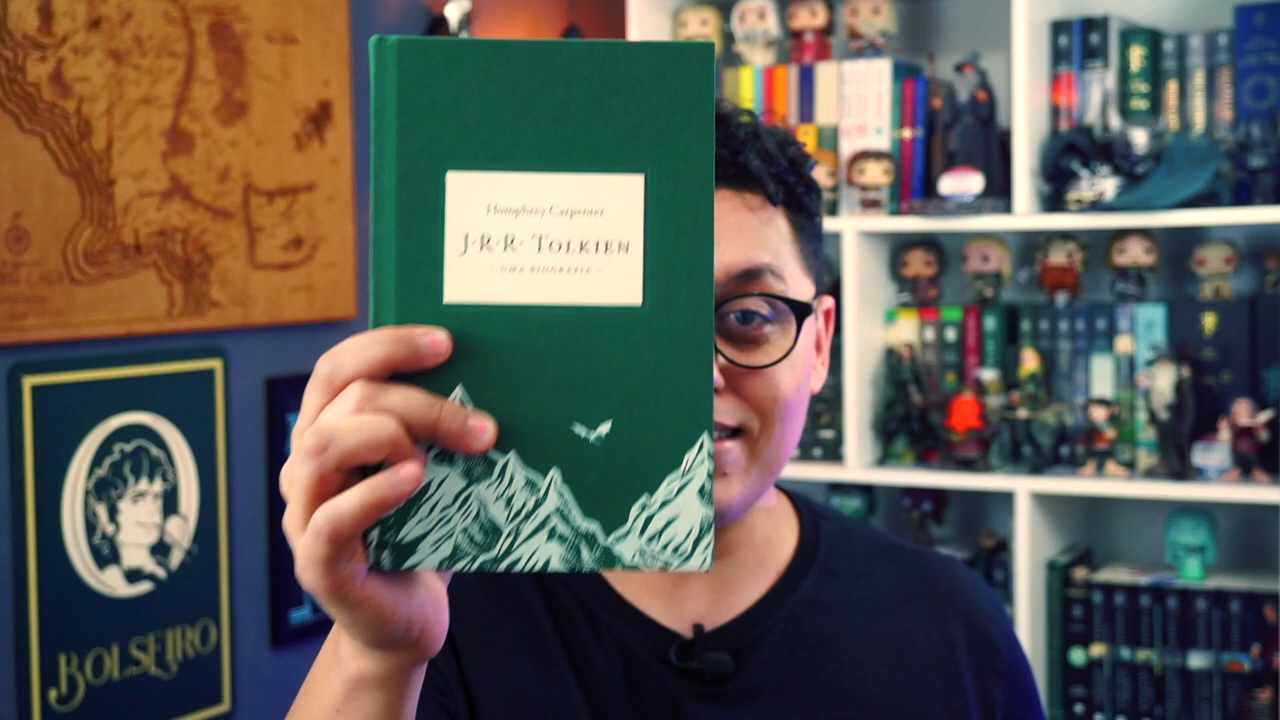 Humphrey Carpenter
J·R·R· TOLKIEN
· UMA BIOGRAFIA ·
BOLSEIRO